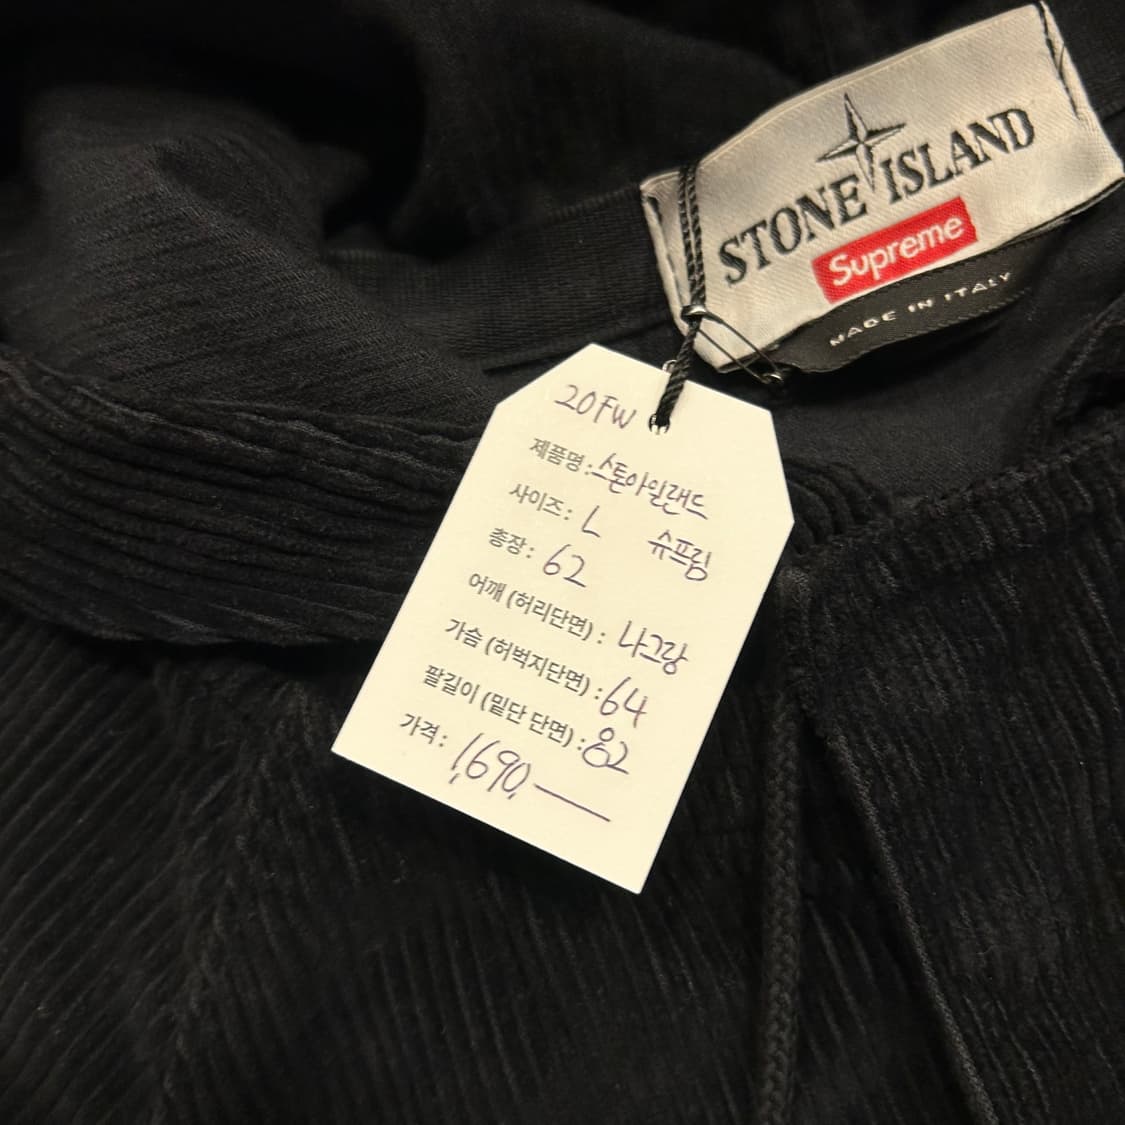 STONE ISLAND
Supreme
MADE IN ITALY
20FW
제품명 : 스톤아일랜드
슈프림
사이즈 : L
총장 : 62
어깨 (허리단면) : 나그랑
가슴 (허벅지단면) : 64
팔길이 (밑단 단면) : 82
가격 : 1,690,—